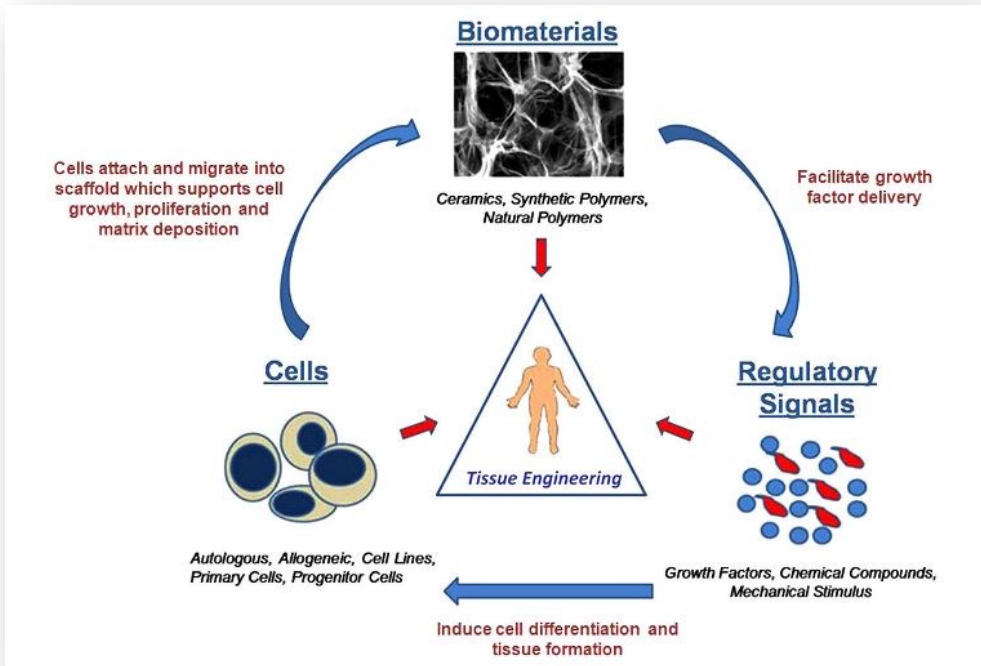 Biomaterials
Ceramics, Synthetic Polymers,
Natural Polymers
Cells attach and migrate into
scaffold which supports cell
growth, proliferation and
matrix deposition
Facilitate growth
factor delivery
Cells
Autologous, Allogeneic, Cell Lines,
Primary Cells, Progenitor Cells
Tissue Engineering
Regulatory
Signals
Growth Factors, Chemical Compounds,
Mechanical Stimulus
Induce cell differentiation and
tissue formation